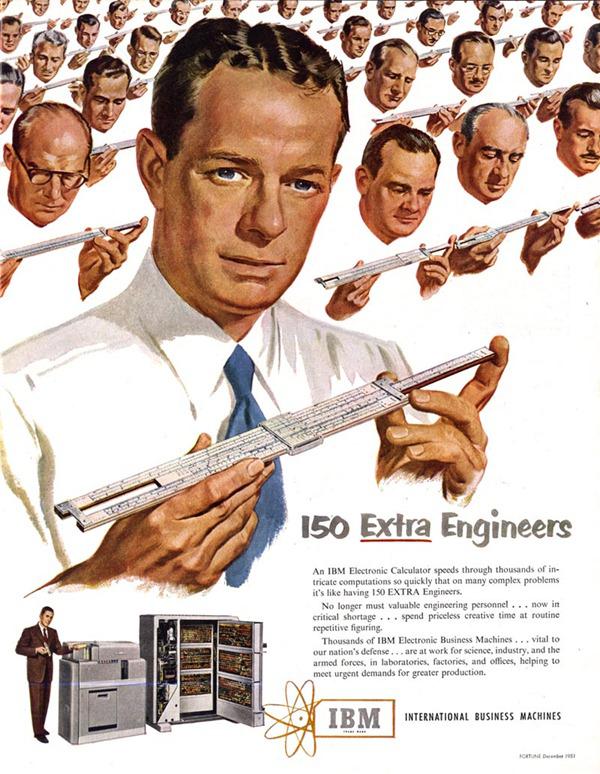 150 Extra Engineers
An IBM Electronic Calculator speeds through thousands of in-
tricate computations so quickly that on many complex problems
it's like having 150 EXTRA Engineers.
No longer must valuable engineering personnel . . . now in
critical shortage . . . spend priceless creative time at routine
repetitive figuring.
Thousands of IBM Electronic Business Machines . . . vital to
our nation's defense . . . are at work for science, industry, and the
armed forces, in laboratories, factories, and offices, helping to
meet urgent demands for greater production.
IBM
TRADE MARK
INTERNATIONAL BUSINESS MACHINES
FORTUNE December 1951